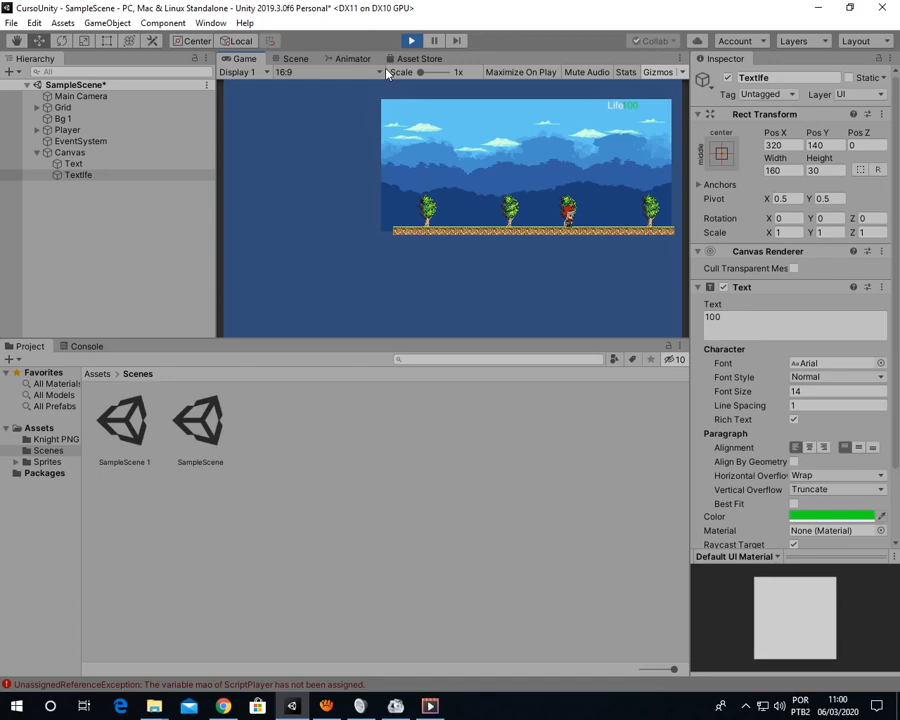 CursoUnity - SampleScene - PC, Mac & Linux Standalone - Unity 2019.3.0f6 Personal* <DX11 on DX10 GPU>
File Edit Assets GameObject Component Window Help
Center Local Collab Account Layers Layout
Hierarchy
All
SampleScene*
Main Camera
Grid
Bg 1
Player
EventSystem
Canvas
Text
TextIfe
Game Scene Animator Asset Store
Display 1 16:9 Scale 1x Maximize On Play Mute Audio Stats Gizmos
Life100
Inspector
TextIfe Static
Tag Untagged Layer UI
Rect Transform
center Pos X Pos Y Pos Z
middle 320 140 0
Width Height
160 30 R
Anchors
Pivot X 0.5 Y 0.5
Rotation X 0 Y 0 Z 0
Scale X 1 Y 1 Z 1
Canvas Renderer
Cull Transparent Mes
Text
Text
100
Character
Font Arial
Font Style Normal
Font Size 14
Line Spacing 1
Rich Text
Paragraph
Alignment
Align By Geometry
Horizontal Overflo Wrap
Vertical Overflow Truncate
Best Fit
Color
Material None (Material)
Raycast Target
Default UI Material
Project Console
10
Favorites
All Materials
All Models
All Prefabs
Assets
Knight PNG
Scenes
Sprites
Packages
Assets Scenes
SampleScene 1 SampleScene
UnassignedReferenceException: The variable mao of ScriptPlayer has not been assigned.
POR
PTB2
11:00
06/03/2020